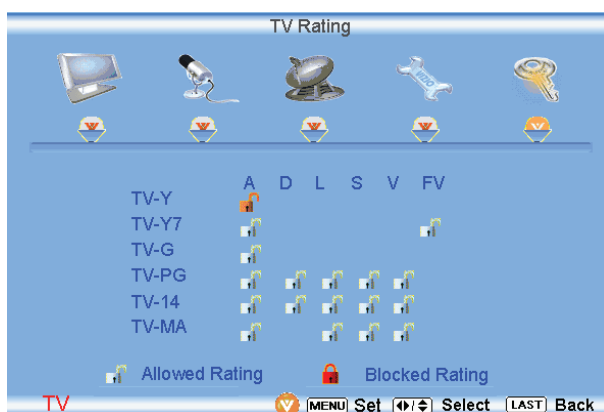 TV Rating
A D L S V FV
TV-Y
TV-Y7
TV-G
TV-PG
TV-14
TV-MA
Allowed Rating Blocked Rating
TV MENU Set / Select LAST Back